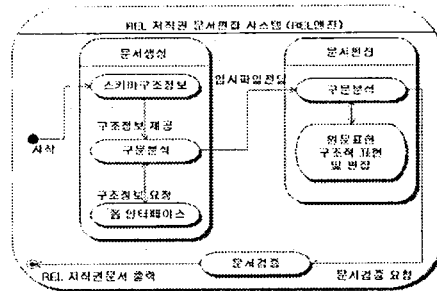 REL 저작권 문서편집 시스템 (REL엔진)
문서생성
문서편집
스키마구조정보
임시파일전달
구문분석
시작
구조정보 제공
구문분석
원문표현
구조적 표현
및 편집
구조정보 요청
폼 인터페이스
문서검증
REL 저작권문서 출력
문서검증 요청